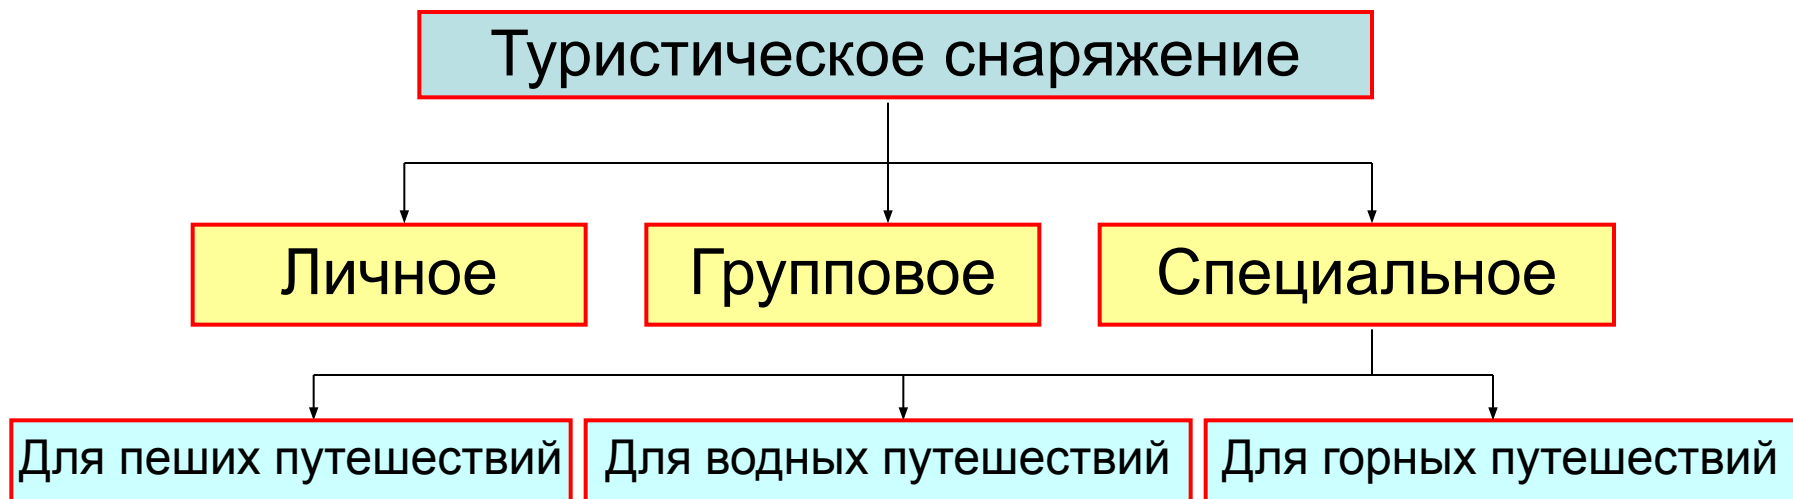 Туристическое снаряжение
Личное
Групповое
Специальное
Для пеших путешествий
Для водных путешествий
Для горных путешествий